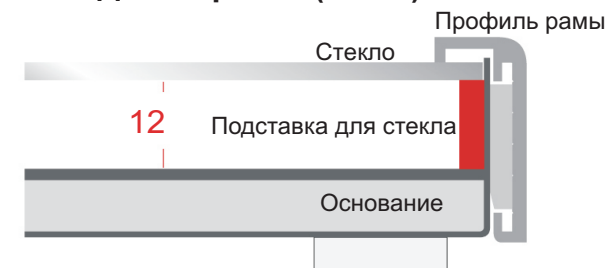 Профиль рамы
Стекло
12
Подставка для стекла
Основание